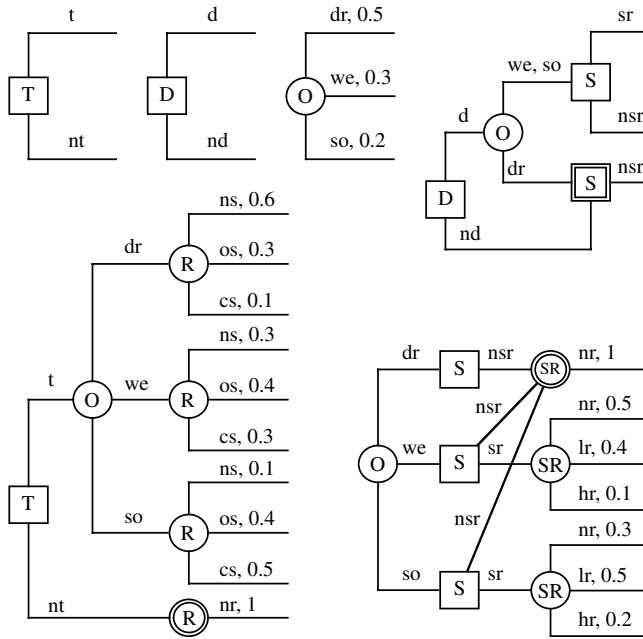 t
T
nt
d
D
nd
dr, 0.5
O
we, 0.3
so, 0.2
sr
we, so
S
nsr
d
O
dr
nsr
S
D
nd
ns, 0.6
dr
R
os, 0.3
cs, 0.1
ns, 0.3
t
O
we
R
os, 0.4
cs, 0.3
T
ns, 0.1
so
R
os, 0.4
cs, 0.5
nt
R
nr, 1
dr
S
nsr
SR
nr, 1
nsr
nr, 0.5
O
we
S
sr
SR
lr, 0.4
hr, 0.1
nsr
nr, 0.3
so
S
sr
SR
lr, 0.5
hr, 0.2